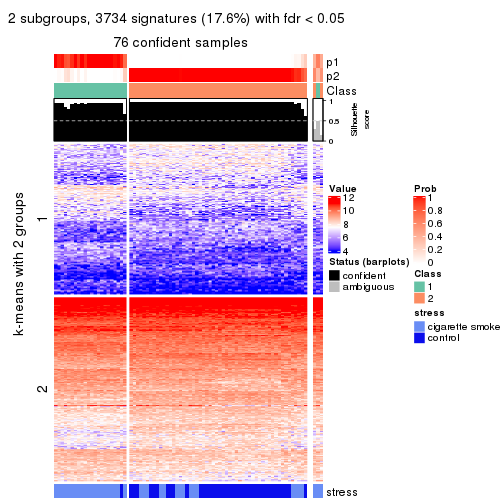 2 subgroups, 3734 signatures (17.6%) with fdr < 0.05
76 confident samples
p1
p2
Class
1
0.5
0
Silhouette
score
k-means with 2 groups
1
2
stress
Value
12
10
8
6
4
Status (barplots)
confident
ambiguous
Prob
1
0.8
0.6
0.4
0.2
0
Class
1
2
stress
cigarette smoke
control